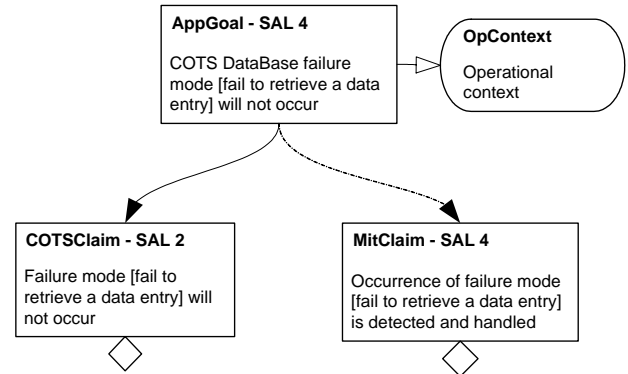 AppGoal - SAL 4
COTS DataBase failure
mode [fail to retrieve a data
entry] will not occur
OpContext
Operational
context
COTSClaim - SAL 2
Failure mode [fail to
retrieve a data entry] will
not occur
MitClaim - SAL 4
Occurrence of failure mode
[fail to retrieve a data entry]
is detected and handled